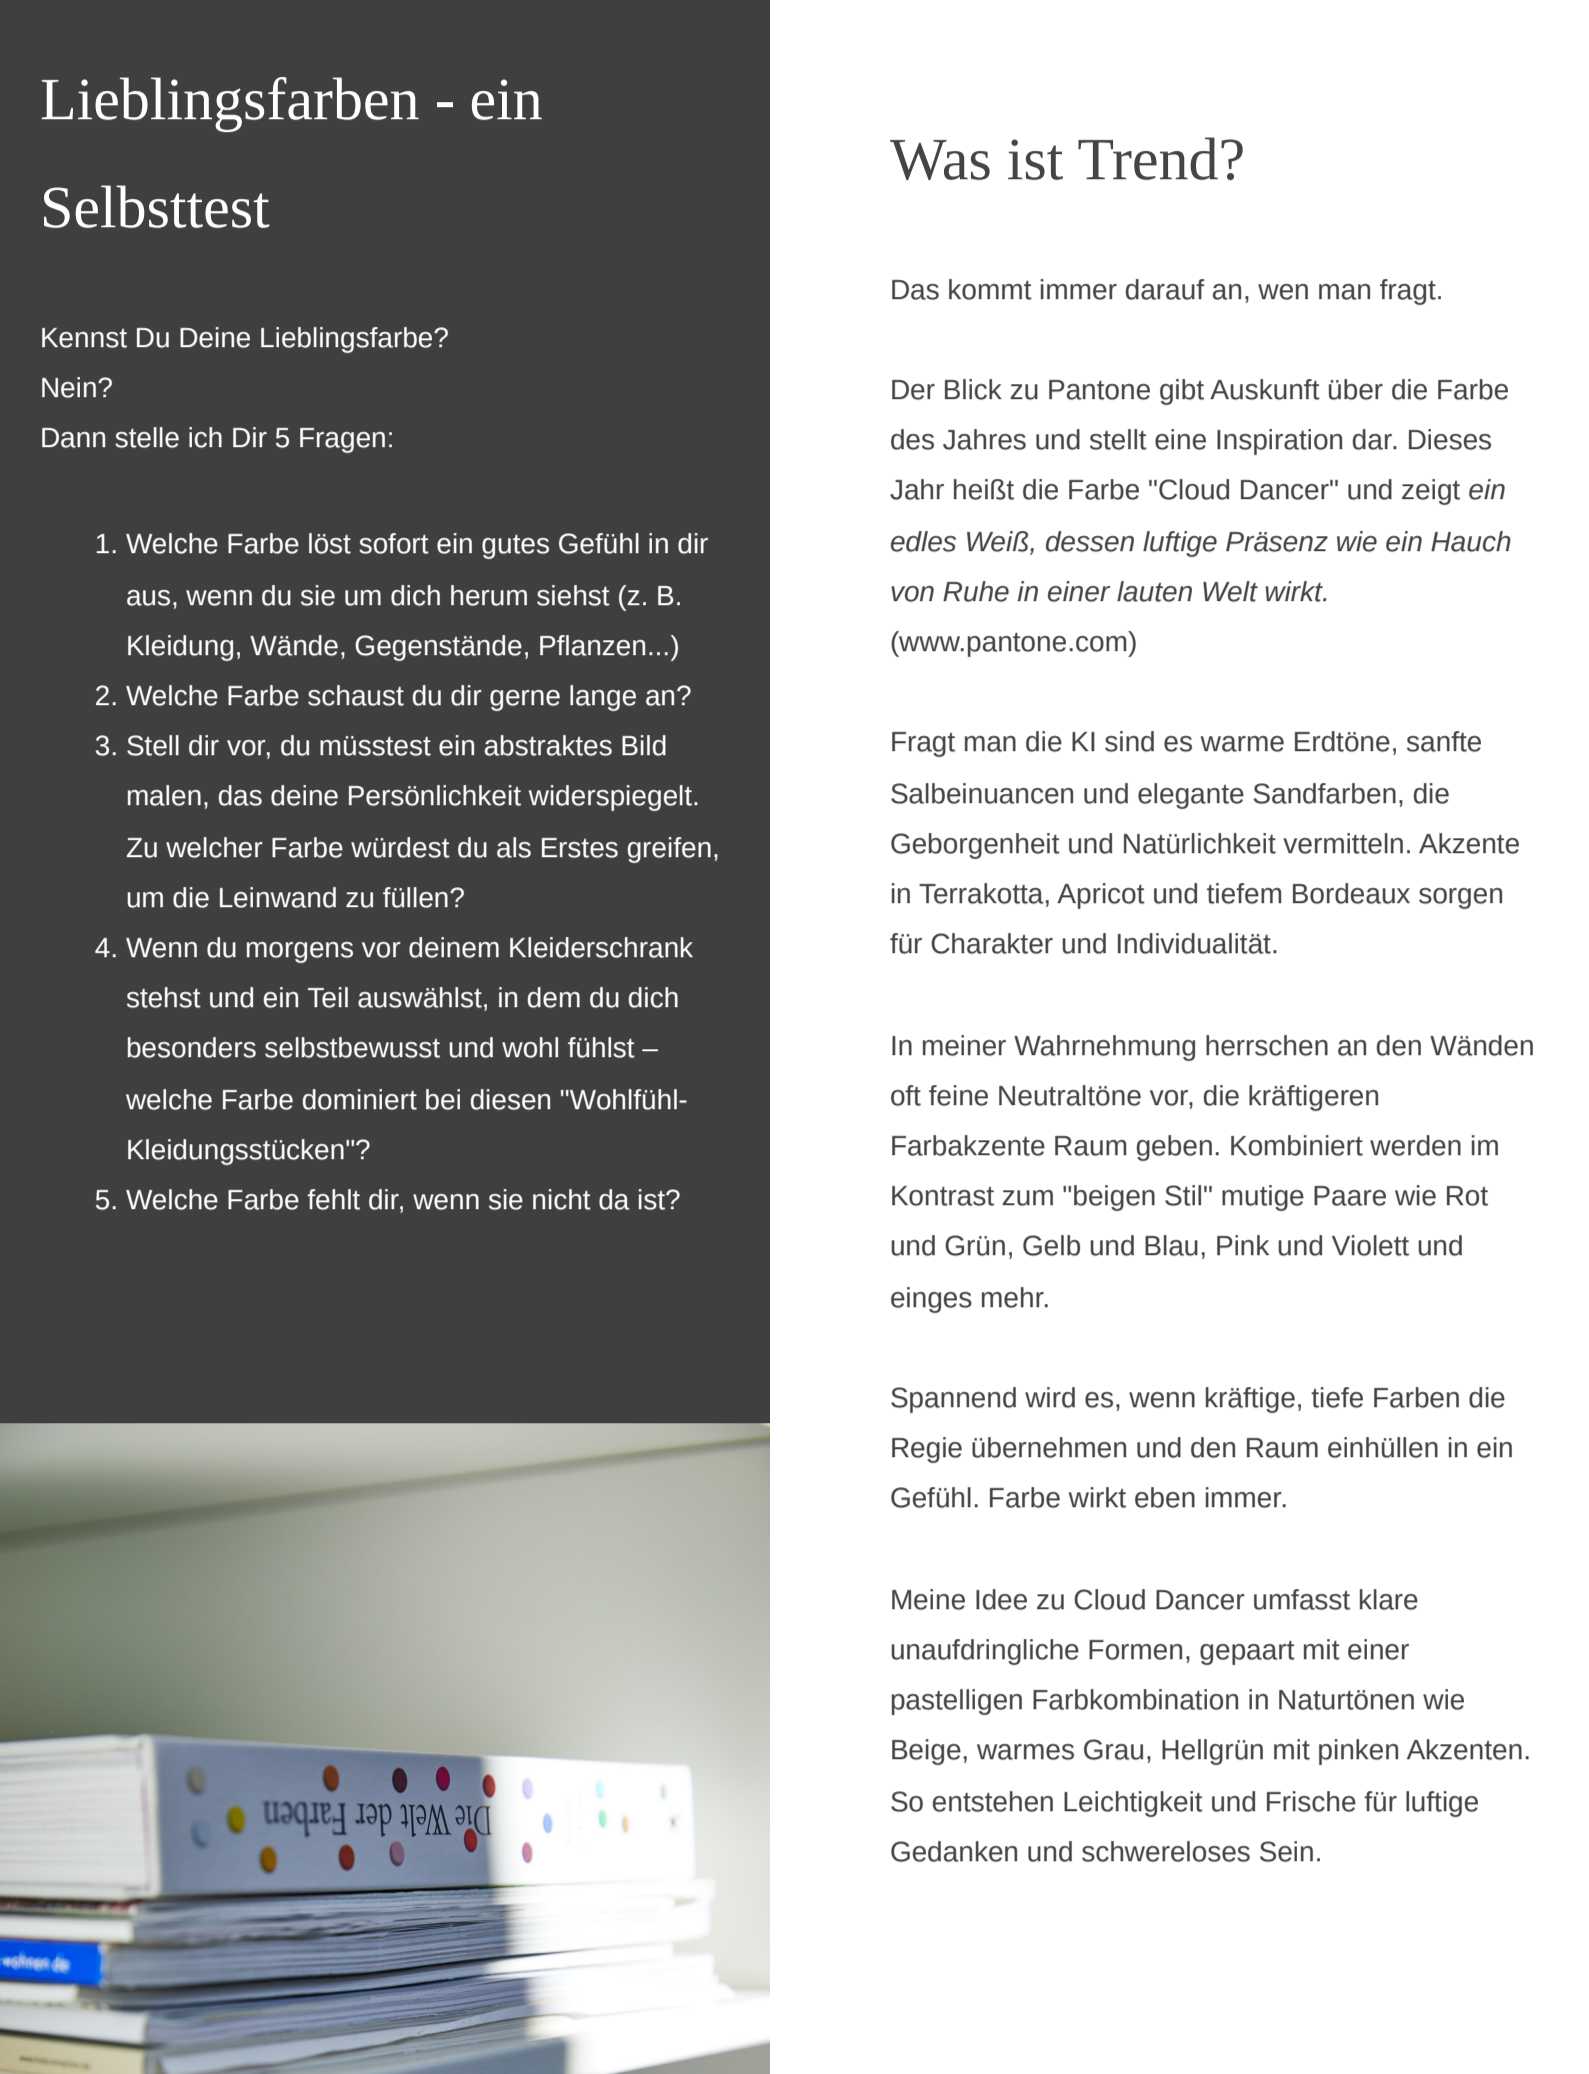 Lieblingsfarben - ein
Selbsttest
Kennst Du Deine Lieblingsfarbe?
Nein?
Dann stelle ich Dir 5 Fragen:
1. Welche Farbe löst sofort ein gutes Gefühl in dir
aus, wenn du sie um dich herum siehst (z. B.
Kleidung, Wände, Gegenstände, Pflanzen...)
2. Welche Farbe schaust du dir gerne lange an?
3. Stell dir vor, du müsstest ein abstraktes Bild
malen, das deine Persönlichkeit widerspiegelt.
Zu welcher Farbe würdest du als Erstes greifen,
um die Leinwand zu füllen?
4. Wenn du morgens vor deinem Kleiderschrank
stehst und ein Teil auswählst, in dem du dich
besonders selbstbewusst und wohl fühlst –
welche Farbe dominiert bei diesen "Wohlfühl-
Kleidungsstücken"?
5. Welche Farbe fehlt dir, wenn sie nicht da ist?
Die Welt der Farben
wohnen.de
Was ist Trend?
Das kommt immer darauf an, wen man fragt.
Der Blick zu Pantone gibt Auskunft über die Farbe
des Jahres und stellt eine Inspiration dar. Dieses
Jahr heißt die Farbe "Cloud Dancer" und zeigt ein
edles Weiß, dessen luftige Präsenz wie ein Hauch
von Ruhe in einer lauten Welt wirkt.
(www.pantone.com)
Fragt man die KI sind es warme Erdtöne, sanfte
Salbeinuancen und elegante Sandfarben, die
Geborgenheit und Natürlichkeit vermitteln. Akzente
in Terrakotta, Apricot und tiefem Bordeaux sorgen
für Charakter und Individualität.
In meiner Wahrnehmung herrschen an den Wänden
oft feine Neutraltöne vor, die kräftigeren
Farbakzente Raum geben. Kombiniert werden im
Kontrast zum "beigen Stil" mutige Paare wie Rot
und Grün, Gelb und Blau, Pink und Violett und
einges mehr.
Spannend wird es, wenn kräftige, tiefe Farben die
Regie übernehmen und den Raum einhüllen in ein
Gefühl. Farbe wirkt eben immer.
Meine Idee zu Cloud Dancer umfasst klare
unaufdringliche Formen, gepaart mit einer
pastelligen Farbkombination in Naturtönen wie
Beige, warmes Grau, Hellgrün mit pinken Akzenten.
So entstehen Leichtigkeit und Frische für luftige
Gedanken und schwereloses Sein.